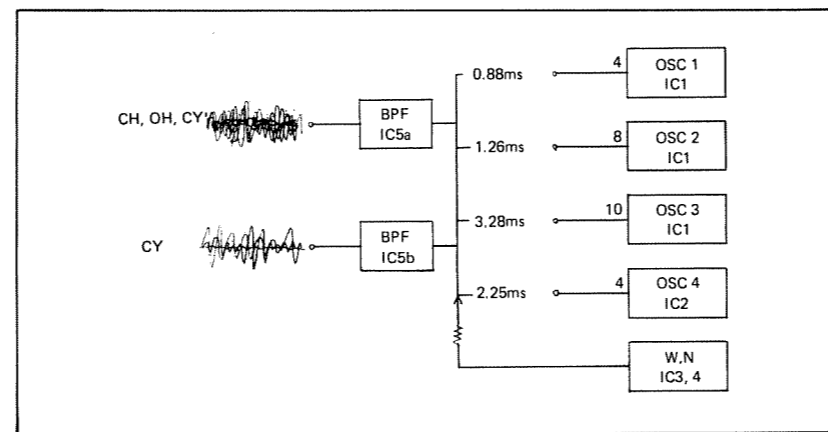 CH, OH, CY
CY
BPF
IC5a
BPF
IC5b
0.88ms
1.26ms
3.28ms
2.25ms
4
OSC 1
IC1
8
OSC 2
IC1
10
OSC 3
IC1
4
OSC 4
IC2
W,N
IC3, 4